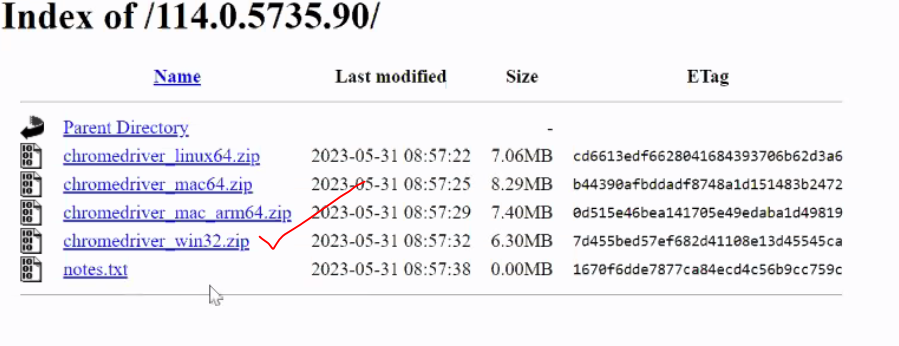 Index of /114.0.5735.90/
Name Last modified Size ETag
Parent Directory -
chromedriver_linux64.zip 2023-05-31 08:57:22 7.06MB cd6613edf6628041684393706b62d3a6
chromedriver_mac64.zip 2023-05-31 08:57:25 8.29MB b44390afbddadf8748a1d151483b2472
chromedriver_mac_arm64.zip 2023-05-31 08:57:29 7.40MB 0d515e46bea141705e49edaba1d49819
chromedriver_win32.zip 2023-05-31 08:57:32 6.30MB 7d455bed57ef682d41108e13d45545ca
notes.txt 2023-05-31 08:57:38 0.00MB 1670f6dde7877ca84ecd4c56b9cc759c